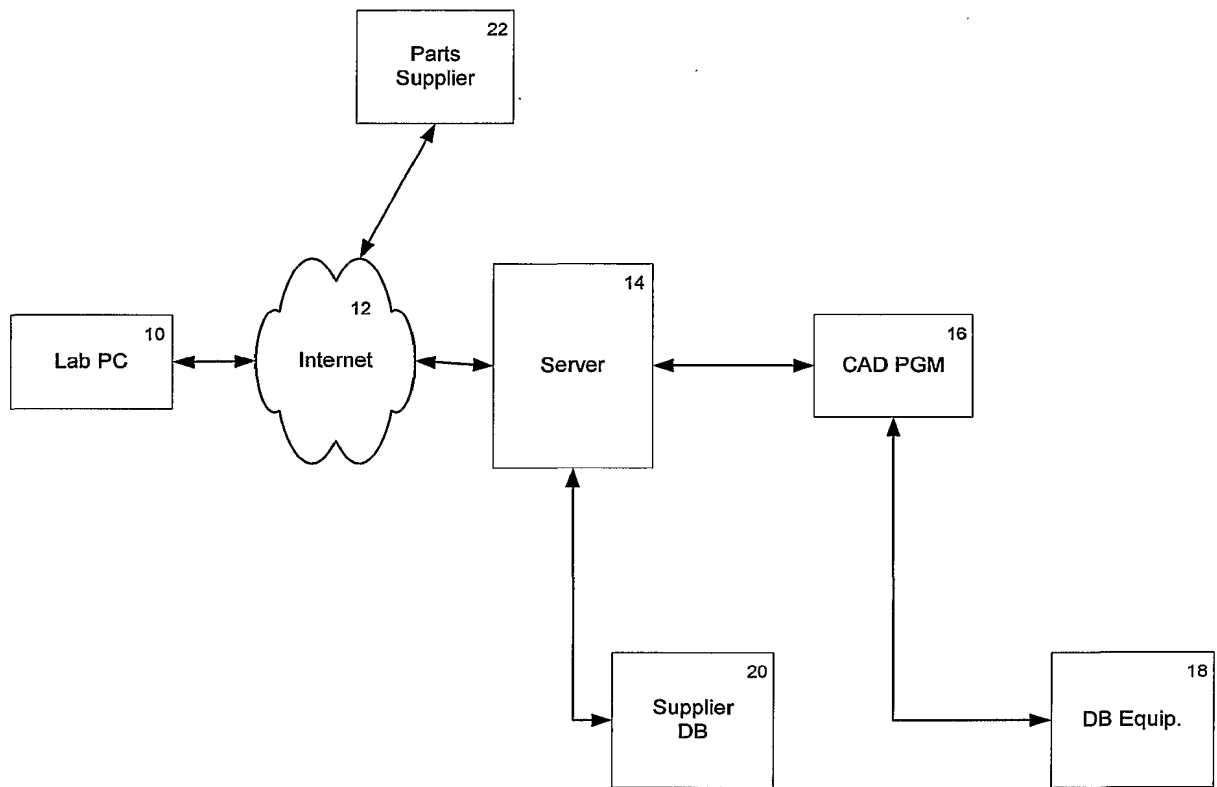 22
Parts
Supplier
14
12
10
16
Lab PC
Internet
Server
CAD PGM
20
18
Supplier
DB
DB Equip.